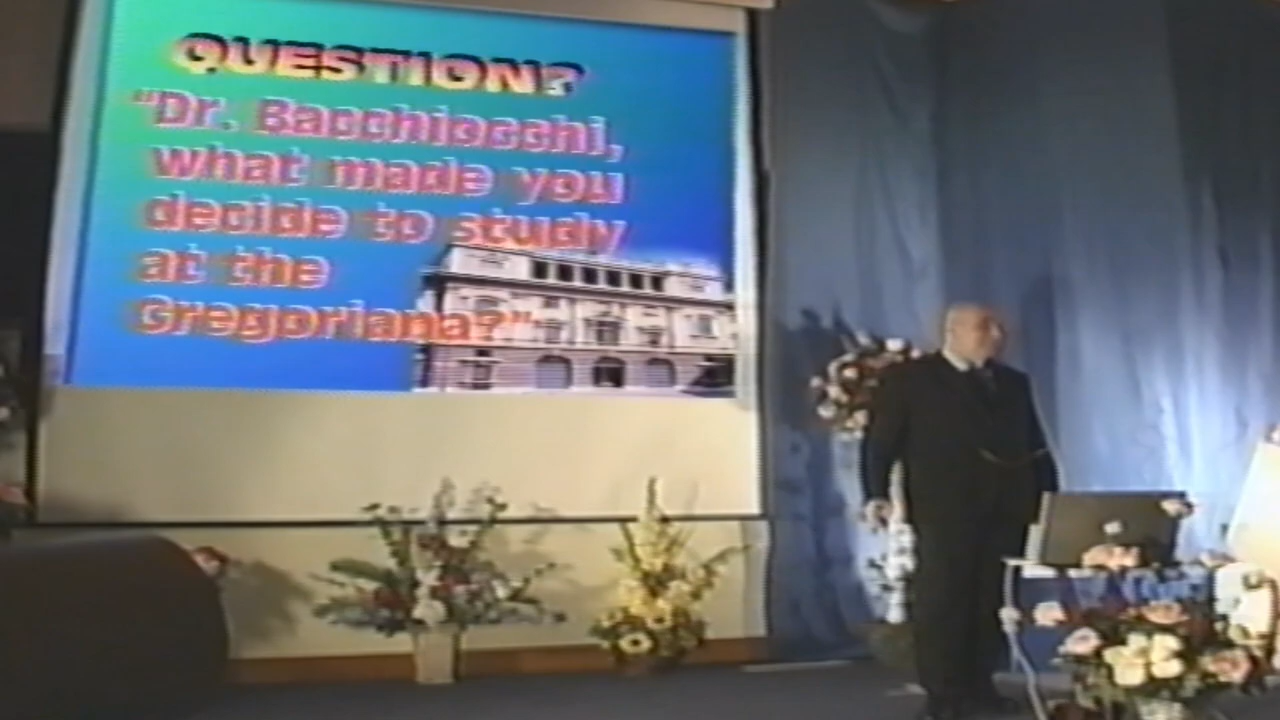 QUESTION?
"Dr. Bacchiocchi,
what made you
decide to study
at the
Gregoriana?"